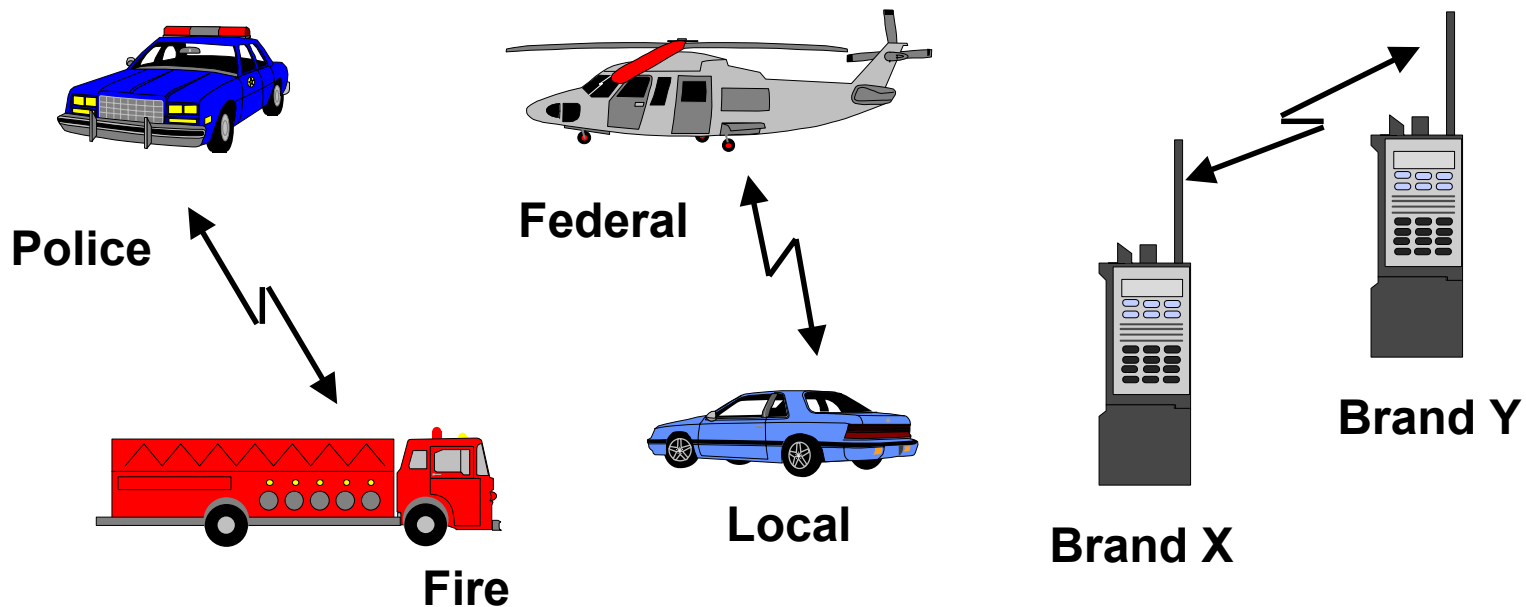 Police
Federal
Fire
Local
Brand X
Brand Y